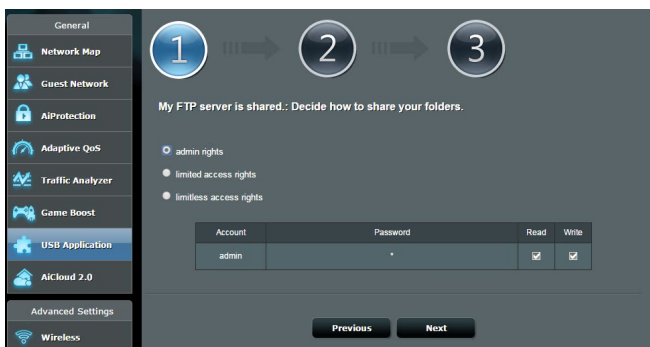 General
Network Map
Guest Network
AiProtection
Adaptive QoS
Traffic Analyzer
Game Boost
USB Application
AiCloud 2.0
Advanced Settings
Wireless
1 2 3
My FTP server is shared.: Decide how to share your folders.
admin rights
limited access rights
limitless access rights
Account Password Read Write
admin *
Previous Next